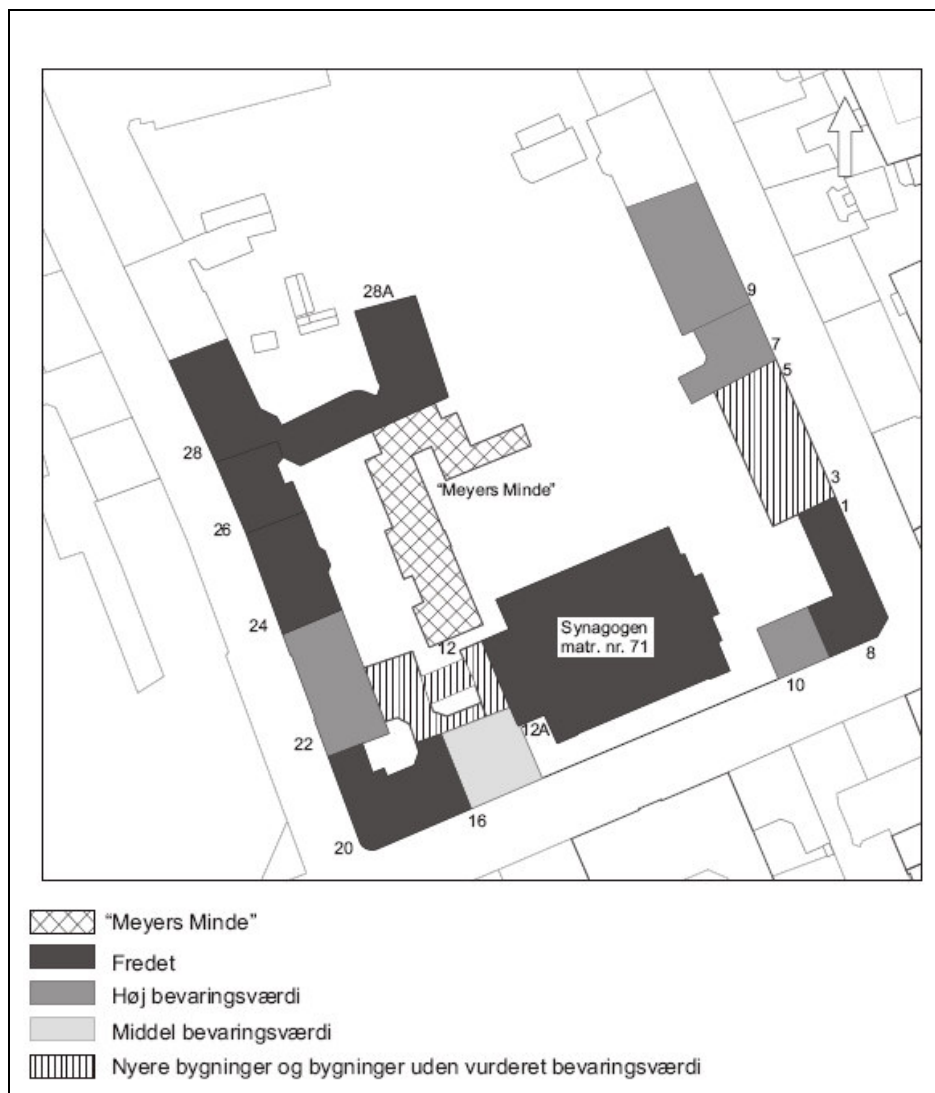 28A
9
7
5
28
"Meyers Minde"
3
1
26
24
Synagogen
matr. nr. 71
12
8
10
22
12A
16
20
"Meyers Minde"
Fredet
Høj bevaringsværdi
Middel bevaringsværdi
Nyere bygninger og bygninger uden vurderet bevaringsværdi